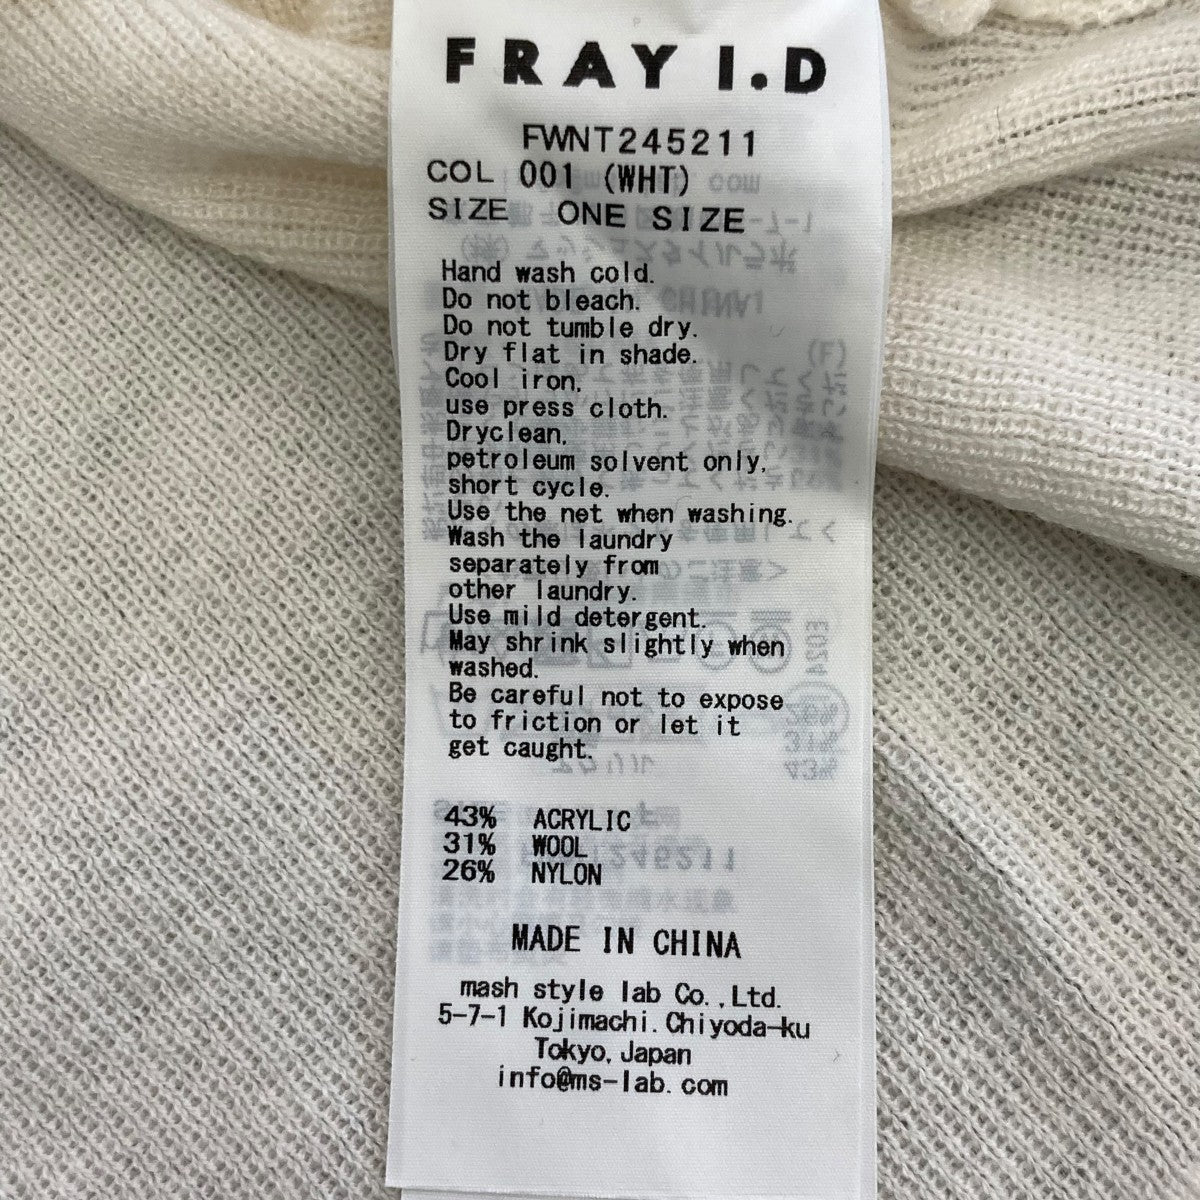 FRAY I.D
FWNT245211
COL 001 (WHT)
SIZE ONE SIZE
Hand wash cold.
Do not bleach.
Do not tumble dry.
Dry flat in shade.
Cool iron,
use press cloth.
Dryclean,
petroleum solvent only,
short cycle.
Use the net when washing.
Wash the laundry
separately from
other laundry.
Use mild detergent.
May shrink slightly when
washed.
Be careful not to expose
to friction or let it
get caught.
43% ACRYLIC
31% WOOL
26% NYLON
MADE IN CHINA
mash style lab Co.,Ltd.
5-7-1 Kojimachi.Chiyoda-ku
Tokyo, Japan
info@ms-lab.com